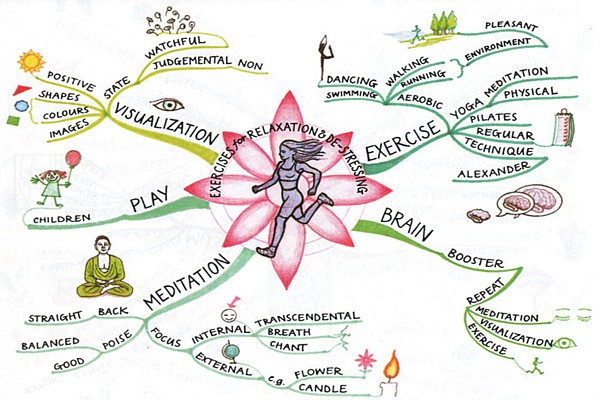 EXERCISES for RELAXATION & DE-STRESSING
EXERCISE
AEROBIC
DANCING
SWIMMING
WALKING
RUNNING
PLEASANT
ENVIRONMENT
YOGA
MEDITATION
PHYSICAL
PILATES
REGULAR
TECHNIQUE
ALEXANDER
BRAIN
BOOSTER
REPEAT
MEDITATION
VISUALIZATION
EXERCISE
MEDITATION
FOCUS
INTERNAL
TRANSCENDENTAL
BREATH
CHANT
EXTERNAL
e.g.
FLOWER
CANDLE
POISE
BACK
STRAIGHT
BALANCED
GOOD
PLAY
CHILDREN
VISUALIZATION
STATE
WATCHFUL
JUDGEMENTAL NON
POSITIVE
SHAPES
COLOURS
IMAGES